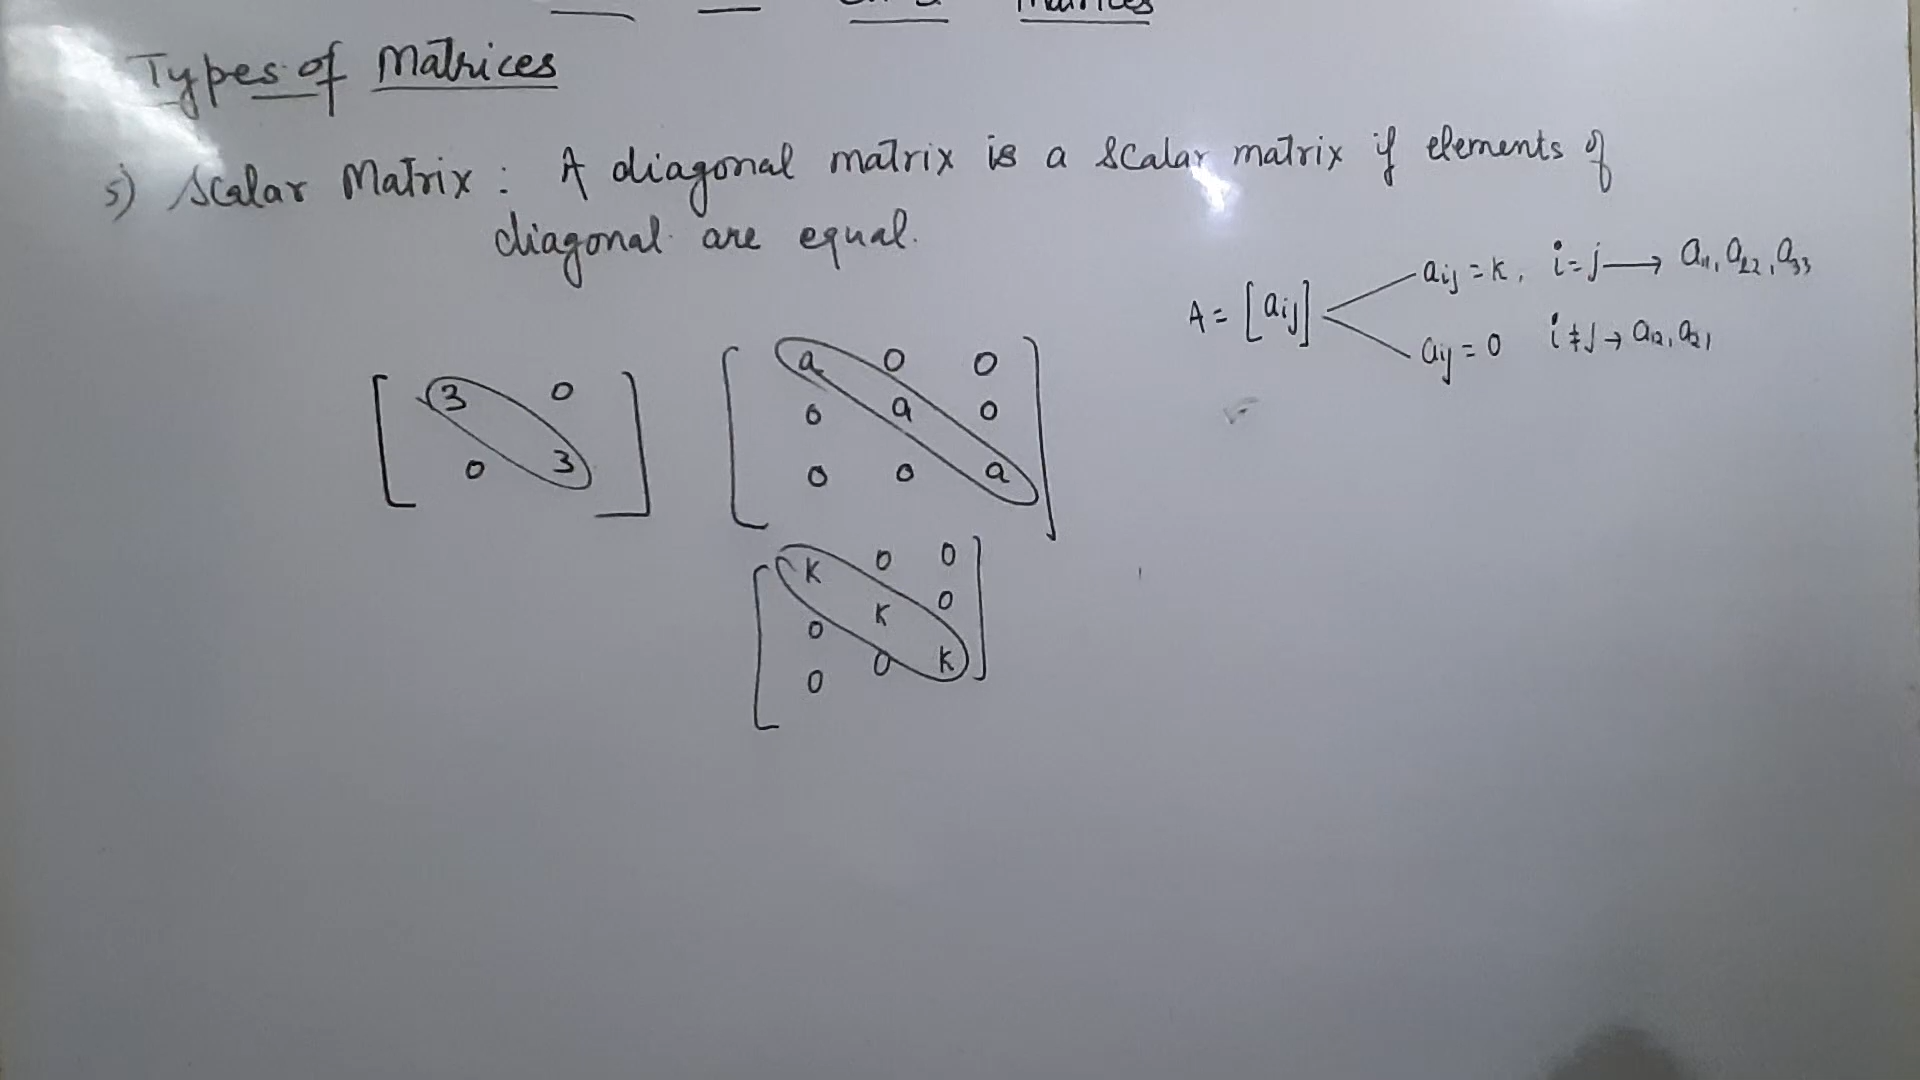 Matrices
Types of Matrices
5) Scalar Matrix : A diagonal matrix is a scalar matrix if elements of
diagonal are equal.
A = [aij]
aij = k, i = j → a11, a22, a33
aij = 0 i ≠ j → a12, a21
3 0
0 3
a 0 0
0 a 0
0 0 a
K 0 0
0 K 0
0 0 K